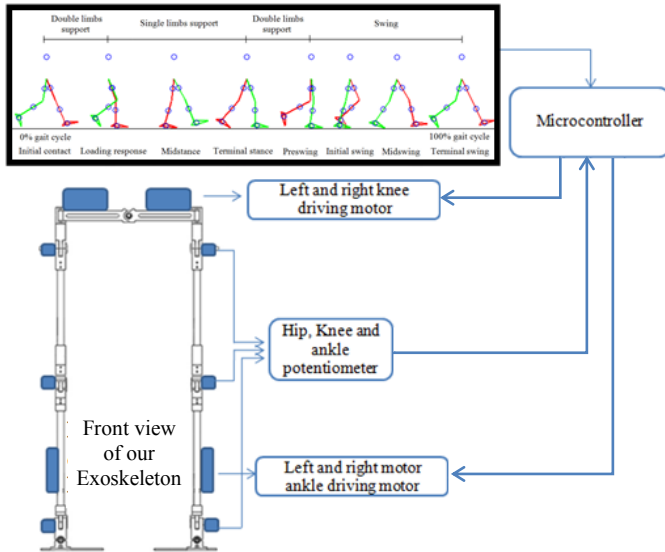 Double limbs
support
Single limbs support
Double limbs
support
Swing
0% gait cycle
100% gait cycle
Initial contact Loading response Midstance Terminal stance Preswing Initial swing Midswing Terminal swing
Microcontroller
Left and right knee
driving motor
Hip, Knee and
ankle
potentiometer
Front view
of our
Exoskeleton
Left and right motor
ankle driving motor